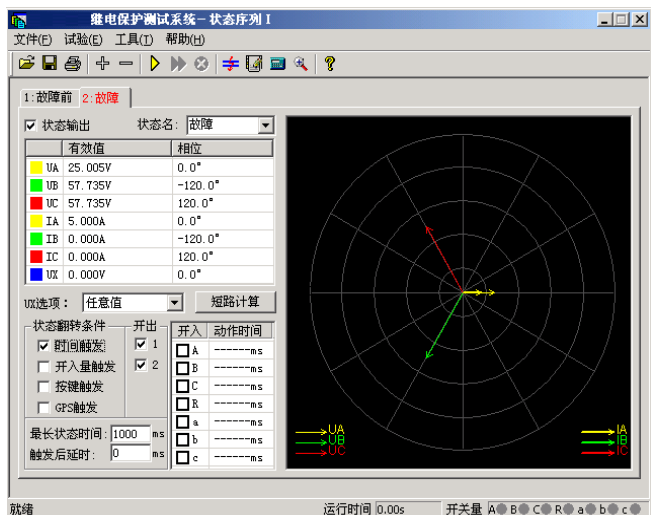 继电保护测试系统－状态序列 I
文件(F) 试验(E) 工具(T) 帮助(H)
1:故障前 2:故障
状态输出 状态名: 故障
有效值 相位
UA 25.005V 0.0°
UB 57.735V -120.0°
UC 57.735V 120.0°
IA 5.000A 0.0°
IB 0.000A -120.0°
IC 0.000A 120.0°
UX 0.000V 0.0°
UX选项： 任意值 短路计算
状态翻转条件 开出 开入 动作时间
时间触发 1 A ------ms
开入量触发 2 B ------ms
按键触发 C ------ms
GPS触发 R ------ms
a ------ms
最长状态时间: 1000 ms b ------ms
触发后延时: 0 ms c ------ms
UA IA
UB IB
UC IC
就绪 运行时间 0.00s 开关量 A B C R a b c